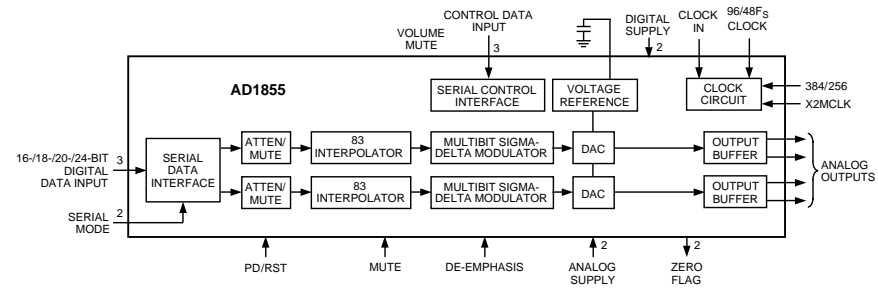 CONTROL DATA
INPUT
VOLUME
MUTE
3
DIGITAL
SUPPLY
2
CLOCK
IN
96/48FS
CLOCK
AD1855
SERIAL CONTROL
INTERFACE
VOLTAGE
REFERENCE
CLOCK
CIRCUIT
384/256
X2MCLK
16-/18-/20-/24-BIT
DIGITAL
DATA INPUT
3
SERIAL
DATA
INTERFACE
ATTEN/
MUTE
83
INTERPOLATOR
MULTIBIT SIGMA-
DELTA MODULATOR
DAC
OUTPUT
BUFFER
ATTEN/
MUTE
83
INTERPOLATOR
MULTIBIT SIGMA-
DELTA MODULATOR
DAC
OUTPUT
BUFFER
ANALOG
OUTPUTS
SERIAL
MODE
2
PD/RST
MUTE
DE-EMPHASIS
2
ANALOG
SUPPLY
2
ZERO
FLAG